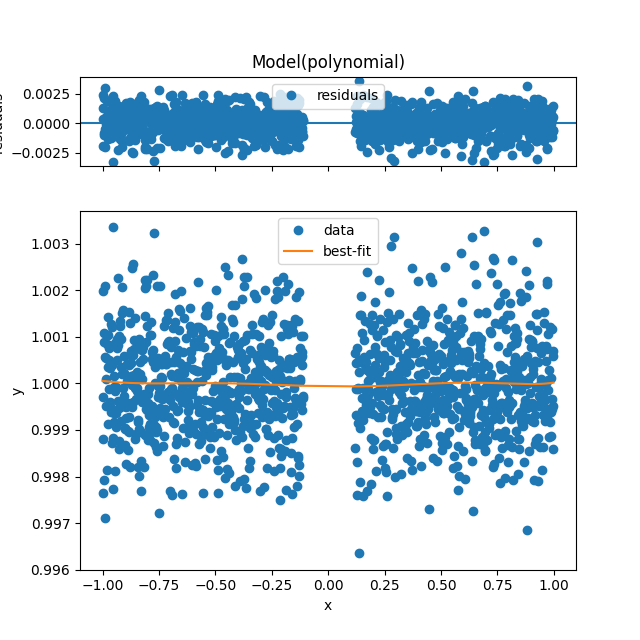 Model(polynomial)
0.0025
0.0000
−0.0025
residuals
residuals
1.003
1.002
1.001
1.000
0.999
0.998
0.997
0.996
y
data
best-fit
−1.00 −0.75 −0.50 −0.25 0.00 0.25 0.50 0.75 1.00
x